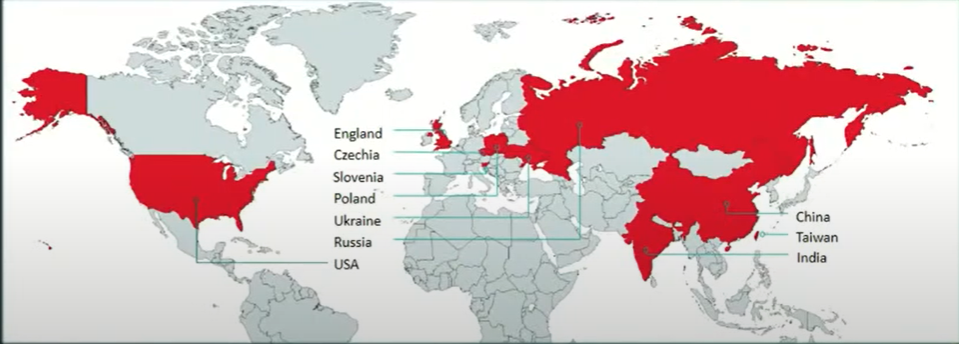 England
Czechia
Slovenia
Poland
Ukraine
Russia
USA
China
Taiwan
India